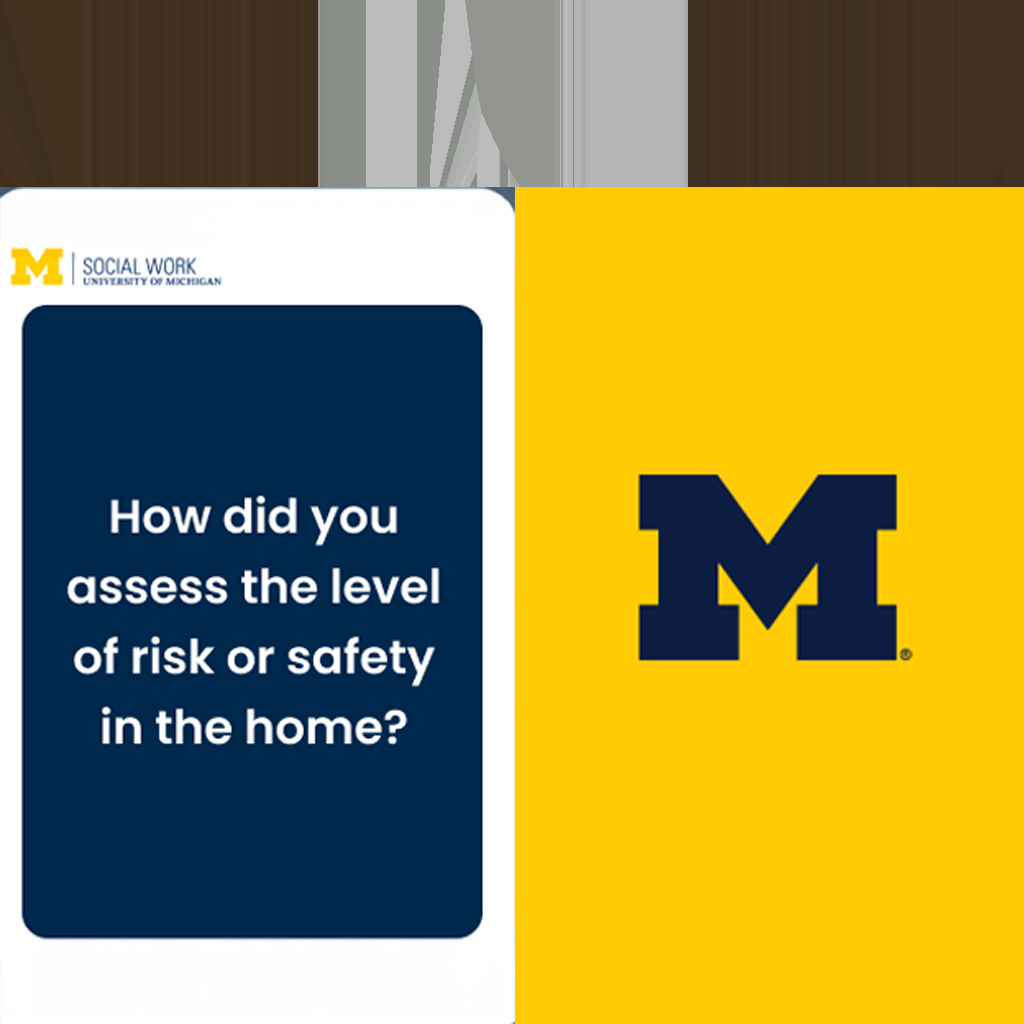 M
SOCIAL WORK
UNIVERSITY OF MICHIGAN
How did you
assess the level
of risk or safety
in the home?
M
®